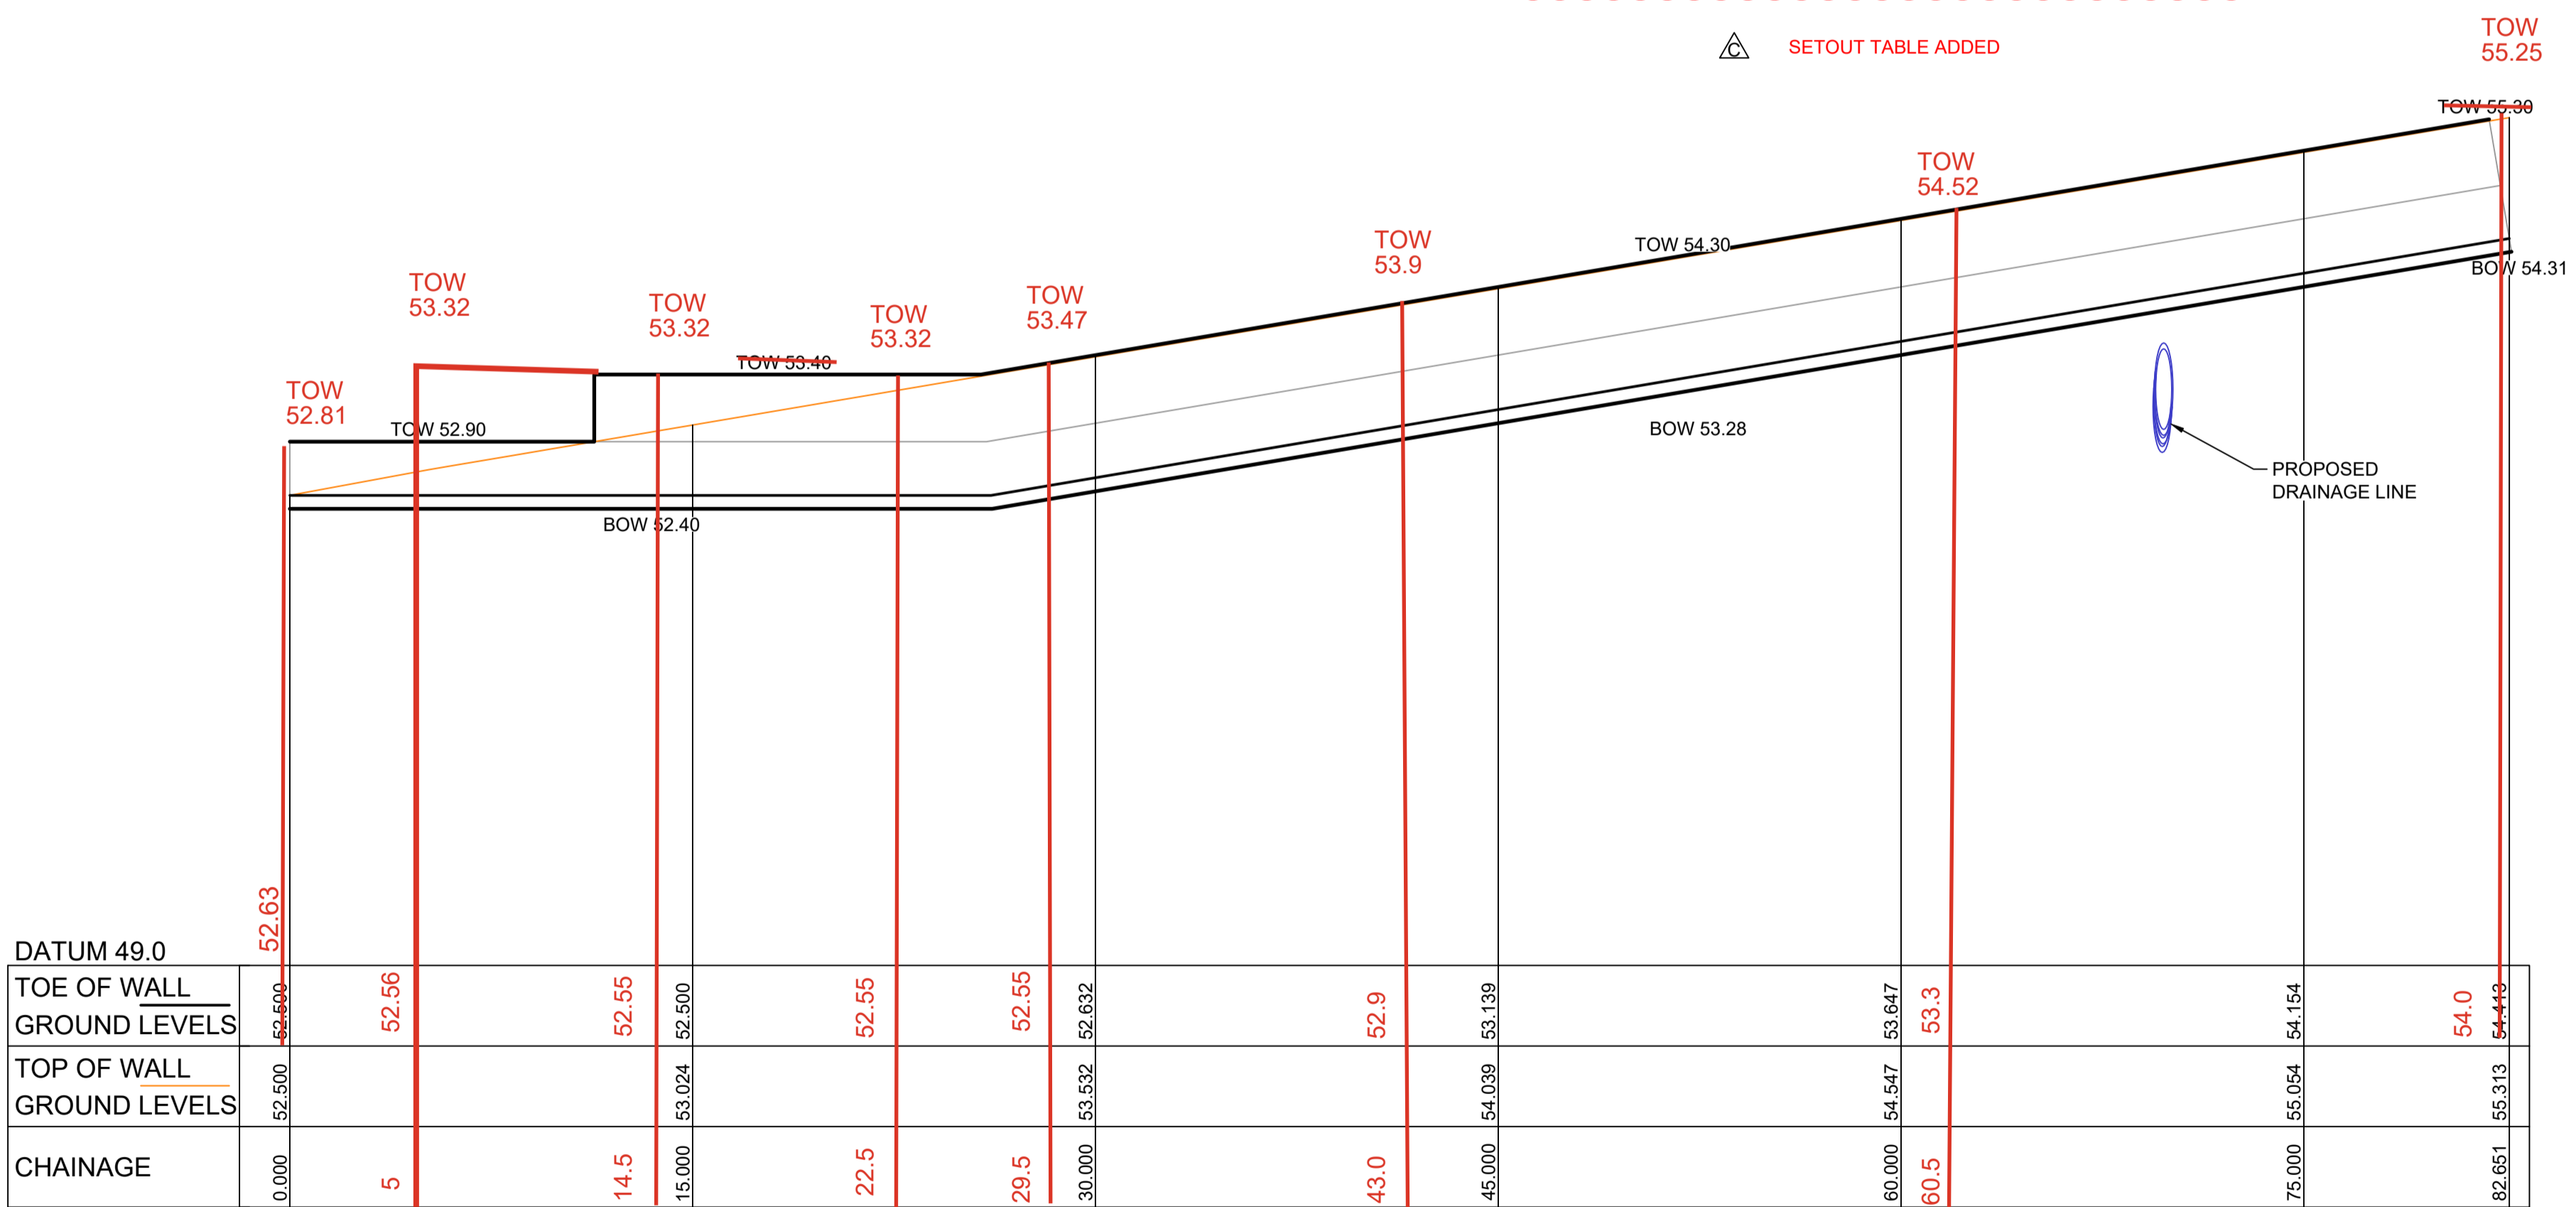 C
SETOUT TABLE ADDED
TOW
55.25
TOW 55.30
TOW
54.52
TOW
53.9
TOW 54.30
BOW 54.31
TOW
53.32
TOW
53.32
TOW
53.32
TOW
53.47
TOW 53.40
TOW
52.81
TOW 52.90
BOW 53.28
BOW 52.40
PROPOSED
DRAINAGE LINE
52.63
DATUM 49.0
TOE OF WALL
GROUND LEVELS
52.500
52.56
52.55
52.500
52.55
52.55
52.632
52.9
53.139
53.647
53.3
54.154
54.0
54.413
TOP OF WALL
GROUND LEVELS
52.500
53.024
53.532
54.039
54.547
55.054
55.313
CHAINAGE
0.000
5
14.5
15.000
22.5
29.5
30.000
43.0
45.000
60.000
60.5
75.000
82.651